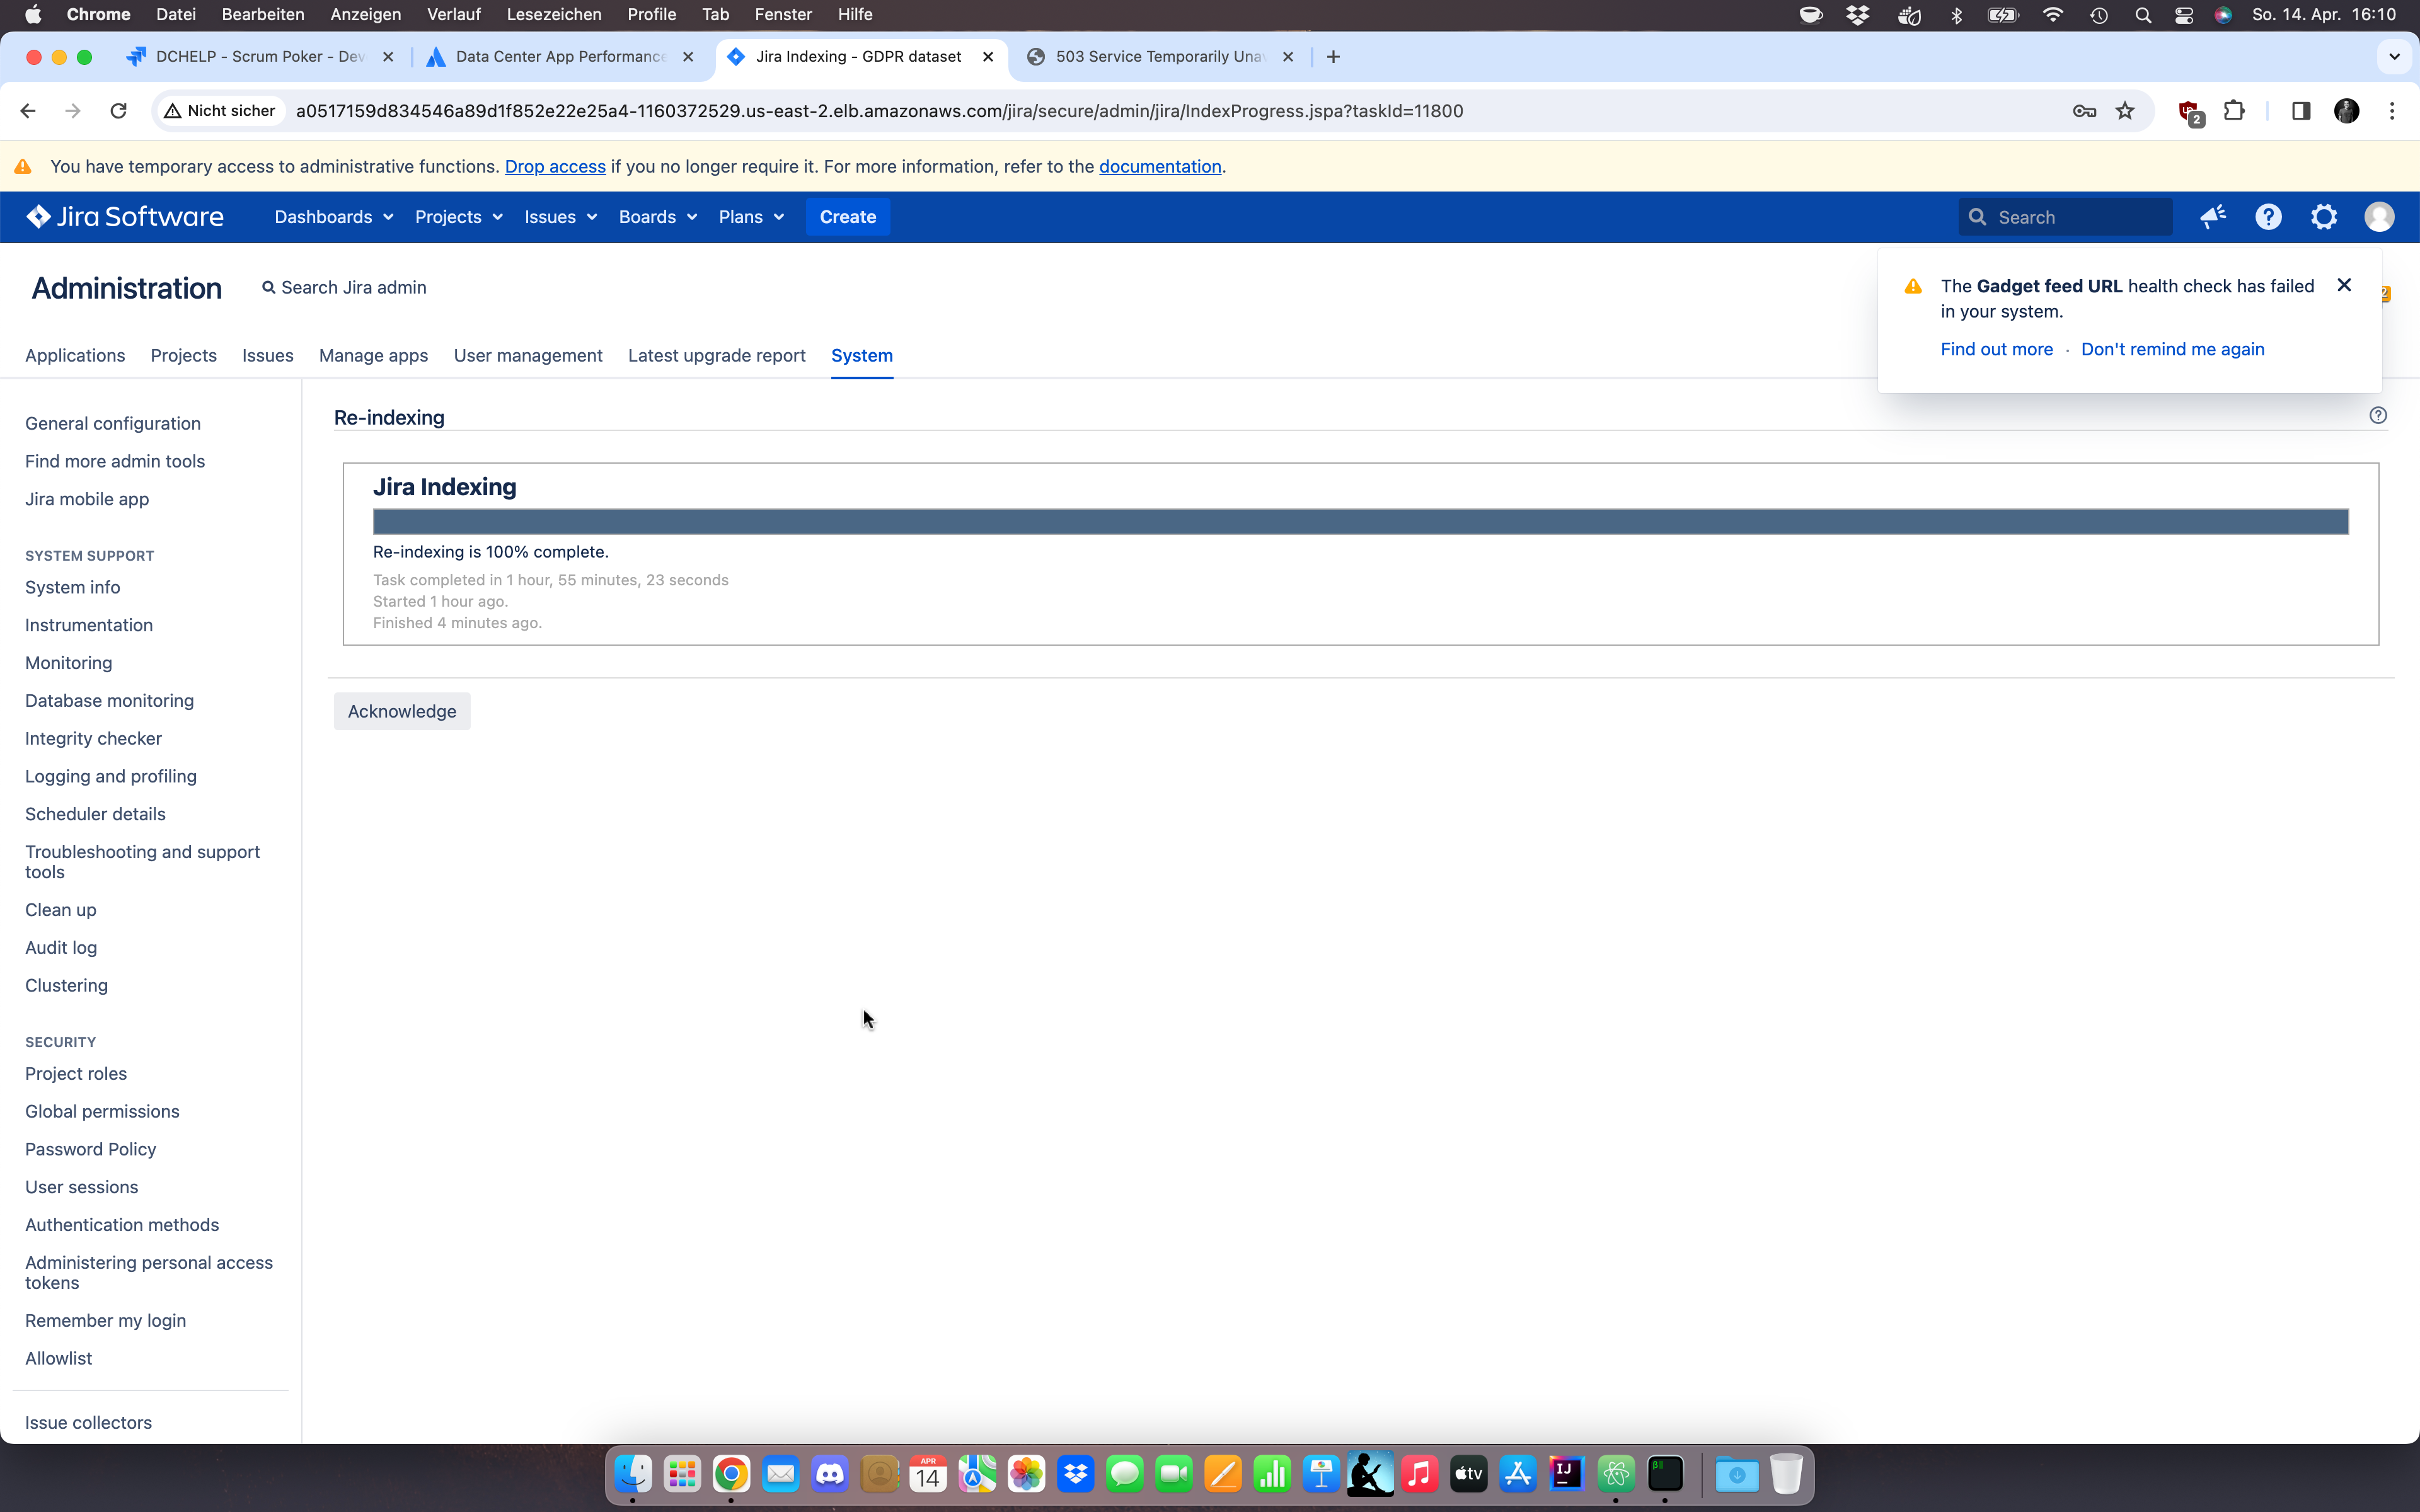 Chrome Datei Bearbeiten Anzeigen Verlauf Lesezeichen Profile Tab Fenster Hilfe So. 14. Apr. 16:10
DCHELP - Scrum Poker - Dev Data Center App Performance Jira Indexing - GDPR dataset 503 Service Temporarily Una
Nicht sicher a0517159d834546a89d1f852e22e25a4-1160372529.us-east-2.elb.amazonaws.com/jira/secure/admin/jira/IndexProgress.jspa?taskId=11800 2
You have temporary access to administrative functions. Drop access if you no longer require it. For more information, refer to the documentation.
Jira Software Dashboards Projects Issues Boards Plans Create Search
Administration Search Jira admin
The Gadget feed URL health check has failed
in your system.
Find out more · Don't remind me again
Applications Projects Issues Manage apps User management Latest upgrade report System
General configuration
Find more admin tools
Jira mobile app
SYSTEM SUPPORT
System info
Instrumentation
Monitoring
Database monitoring
Integrity checker
Logging and profiling
Scheduler details
Troubleshooting and support
tools
Clean up
Audit log
Clustering
SECURITY
Project roles
Global permissions
Password Policy
User sessions
Authentication methods
Administering personal access
tokens
Remember my login
Allowlist
Issue collectors
Re-indexing
Jira Indexing
Re-indexing is 100% complete.
Task completed in 1 hour, 55 minutes, 23 seconds
Started 1 hour ago.
Finished 4 minutes ago.
Acknowledge
APR
14
tv
IJ